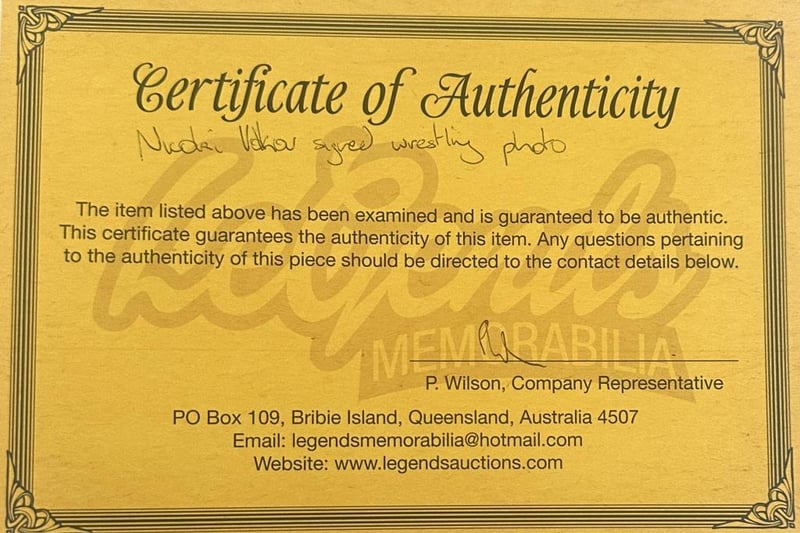 Certificate of Authenticity
Nikolai Volkov signed wrestling photo
The item listed above has been examined and is guaranteed to be authentic.
This certificate guarantees the authenticity of this item. Any questions pertaining
to the authenticity of this piece should be directed to the contact details below.
Legends
MEMORABILIA
P. Wilson, Company Representative
PO Box 109, Bribie Island, Queensland, Australia 4507
Email: legendsmemorabilia@hotmail.com
Website: www.legendsauctions.com